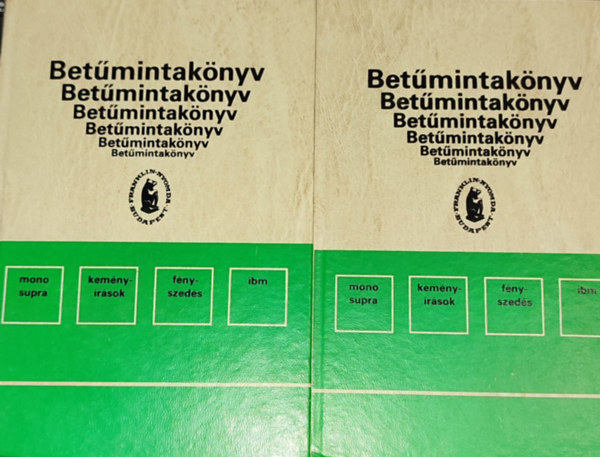 Betűmintakönyv
Betűmintakönyv
Betűmintakönyv
Betűmintakönyv
Betűmintakönyv
Betűmintakönyv
FRANKLIN-NYOMDA
BUDAPEST
mono
supra
kemény-
írások
fény-
szedés
ibm
Betűmintakönyv
Betűmintakönyv
Betűmintakönyv
Betűmintakönyv
Betűmintakönyv
Betűmintakönyv
FRANKLIN-NYOMDA
BUDAPEST
mono
supra
kemény-
írások
fény-
szedés
ibm